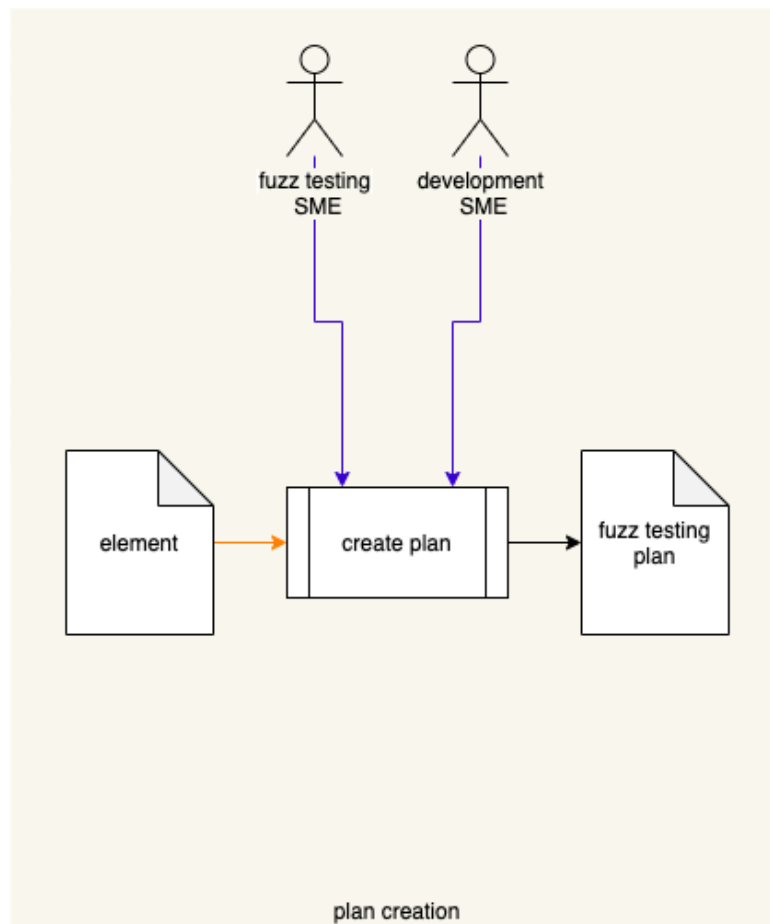 fuzz testing
SME
development
SME
element
create plan
fuzz testing
plan
plan creation